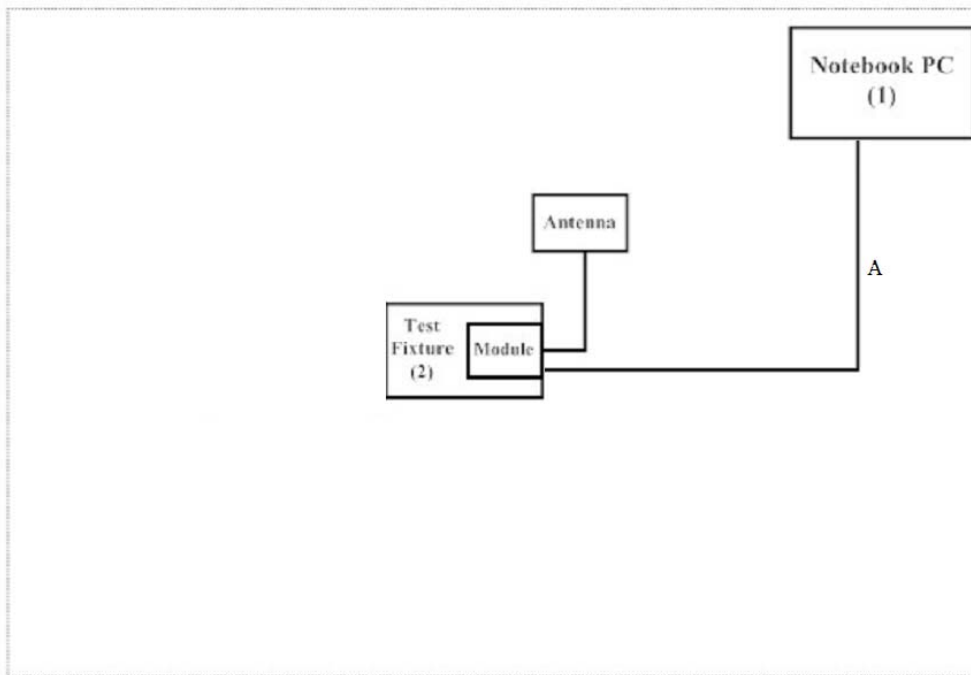 Notebook PC
(1)
Antenna
A
Test
Fixture
(2)
Module